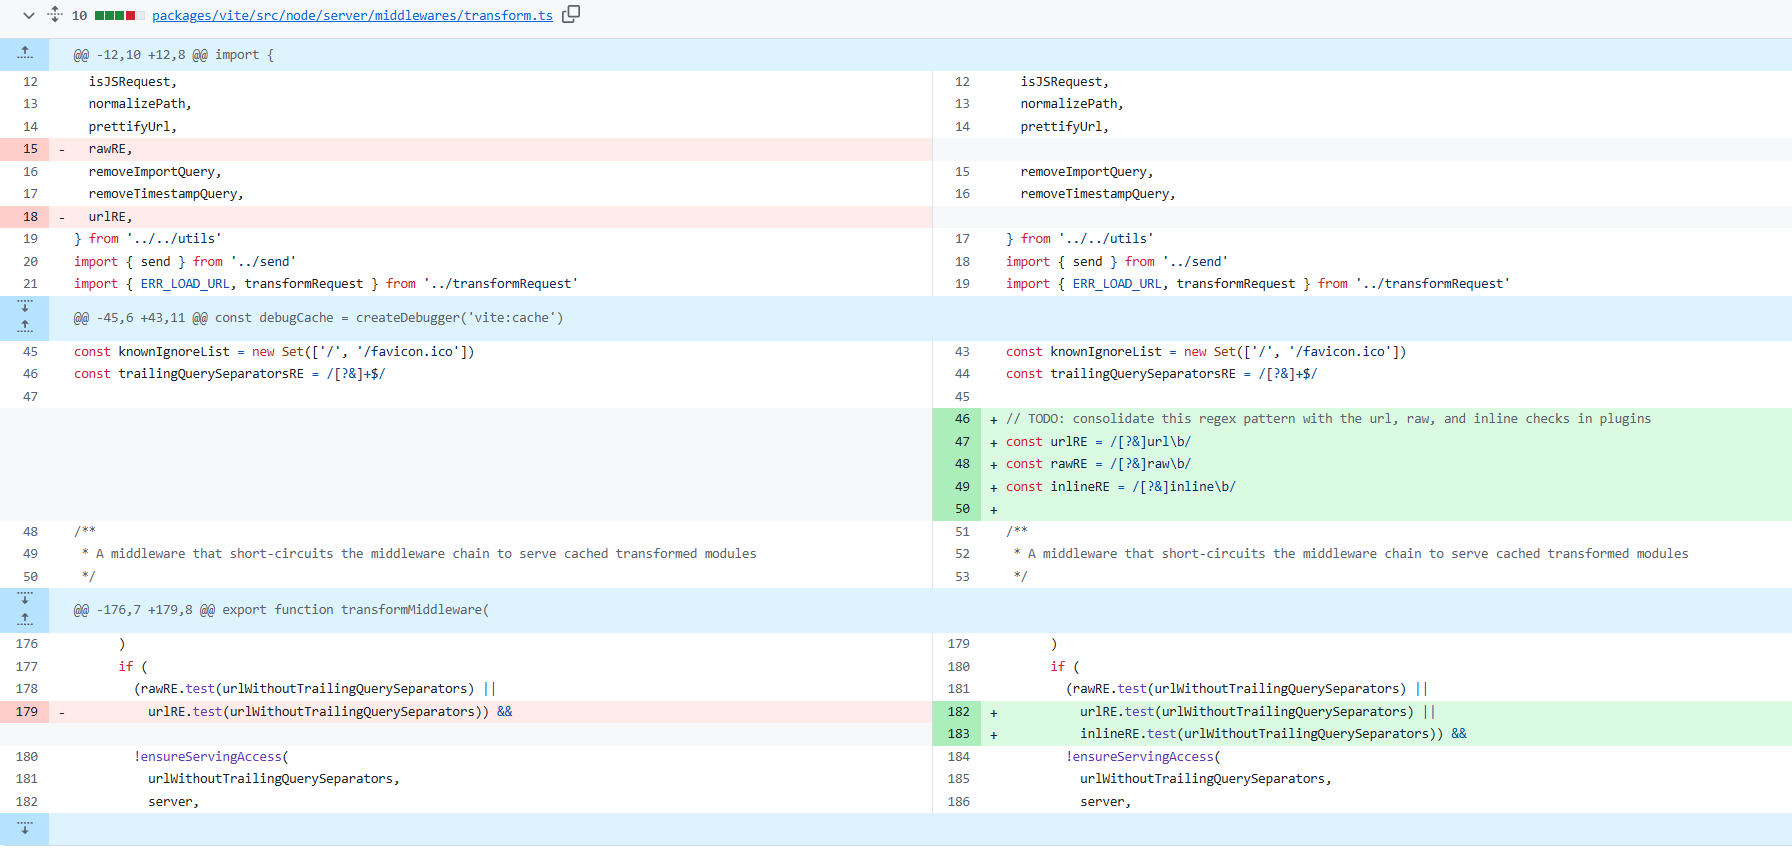 10 packages/vite/src/node/server/middlewares/transform.ts
@@ -12,10 +12,8 @@ import {
12 isJSRequest, 12 isJSRequest,
13 normalizePath, 13 normalizePath,
14 prettifyUrl, 14 prettifyUrl,
15 - rawRE,
16 removeImportQuery, 15 removeImportQuery,
17 removeTimestampQuery, 16 removeTimestampQuery,
18 - urlRE,
19 } from '../../utils' 17 } from '../../utils'
20 import { send } from '../send' 18 import { send } from '../send'
21 import { ERR_LOAD_URL, transformRequest } from '../transformRequest' 19 import { ERR_LOAD_URL, transformRequest } from '../transformRequest'
@@ -45,6 +43,11 @@ const debugCache = createDebugger('vite:cache')
45 const knownIgnoreList = new Set(['/', '/favicon.ico']) 43 const knownIgnoreList = new Set(['/', '/favicon.ico'])
46 const trailingQuerySeparatorsRE = /[?&]+$/ 44 const trailingQuerySeparatorsRE = /[?&]+$/
47 45
46 + // TODO: consolidate this regex pattern with the url, raw, and inline checks in plugins
47 + const urlRE = /[?&]url\b/
48 + const rawRE = /[?&]raw\b/
49 + const inlineRE = /[?&]inline\b/
50 +
48 /** 51 /**
49 * A middleware that short-circuits the middleware chain to serve cached transformed modules 52 * A middleware that short-circuits the middleware chain to serve cached transformed modules
50 */ 53 */
@@ -176,7 +179,8 @@ export function transformMiddleware(
176 ) 179 )
177 if ( 180 if (
178 (rawRE.test(urlWithoutTrailingQuerySeparators) || 181 (rawRE.test(urlWithoutTrailingQuerySeparators) ||
179 - urlRE.test(urlWithoutTrailingQuerySeparators)) && 182 + urlRE.test(urlWithoutTrailingQuerySeparators) ||
183 + inlineRE.test(urlWithoutTrailingQuerySeparators)) &&
180 !ensureServingAccess( 184 !ensureServingAccess(
181 urlWithoutTrailingQuerySeparators, 185 urlWithoutTrailingQuerySeparators,
182 server, 186 server,